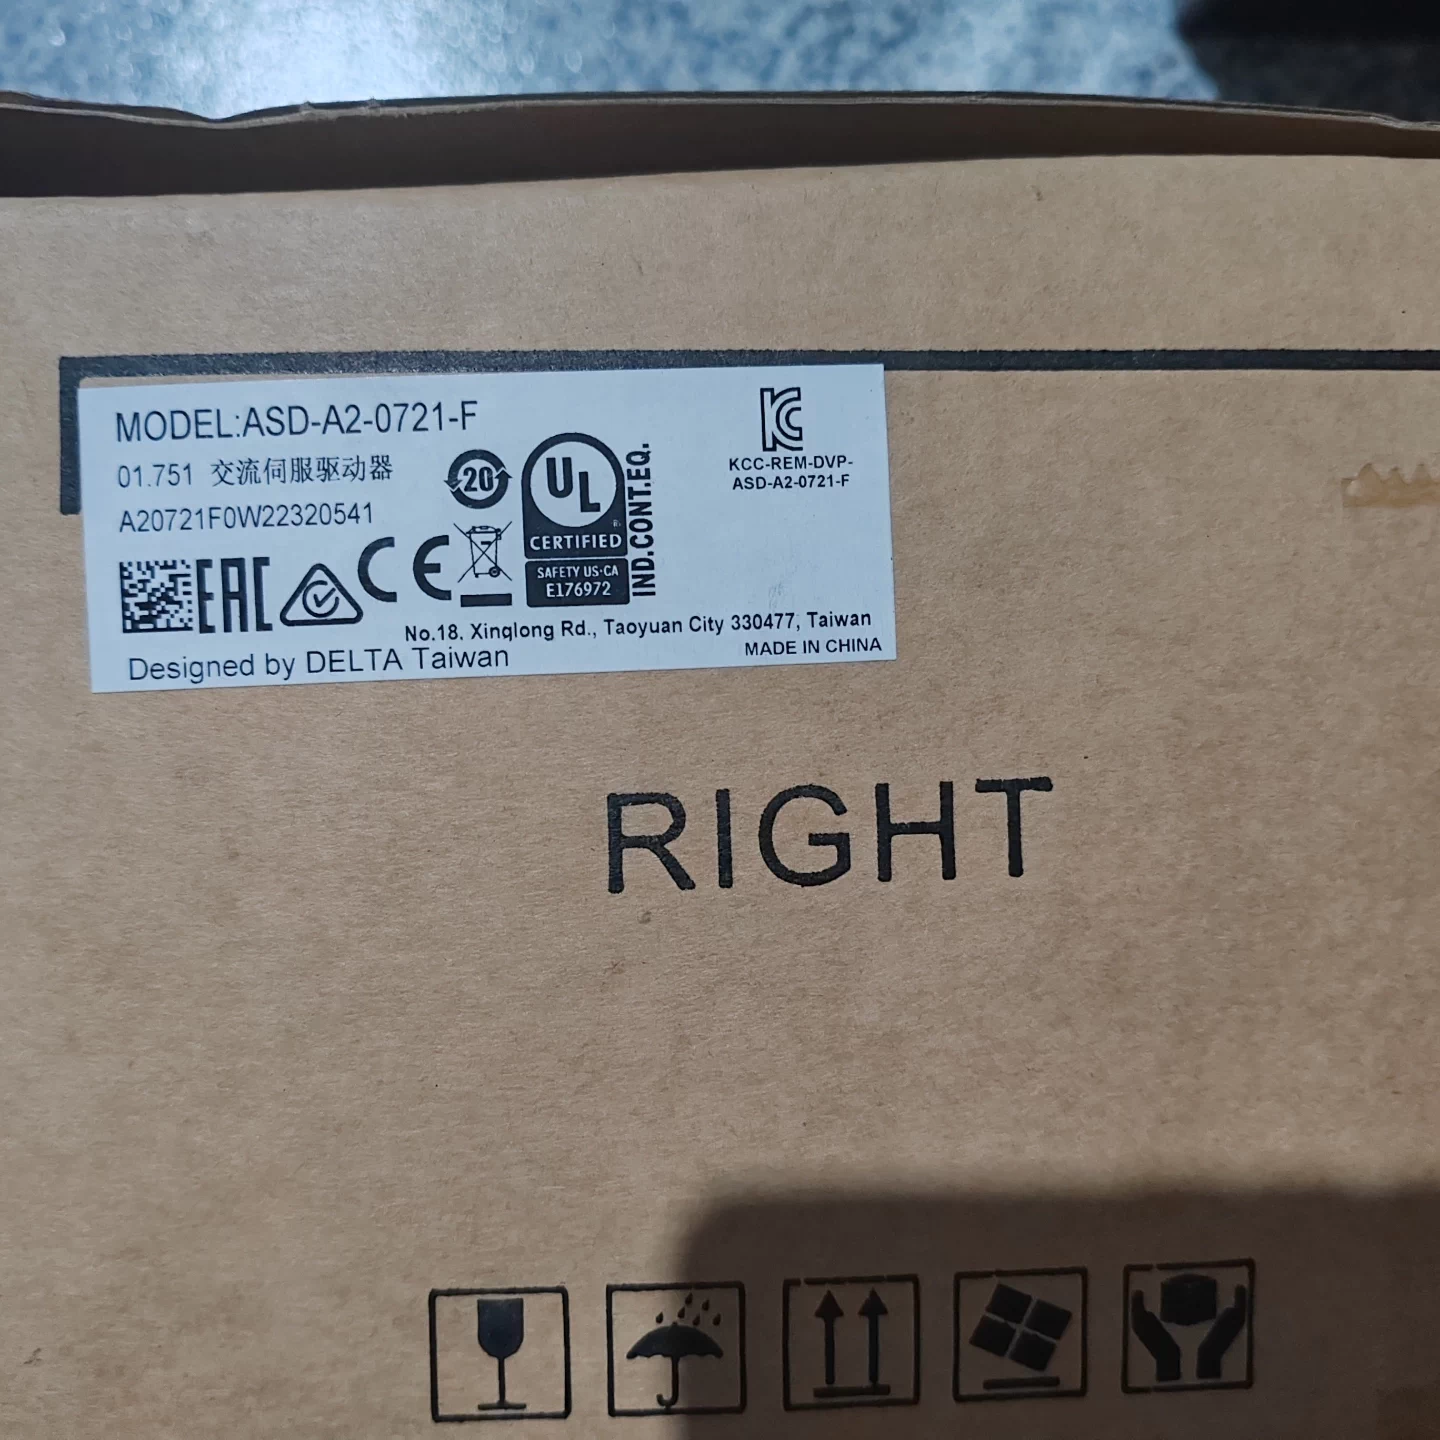 MODEL:ASD-A2-0721-F
01.751 交流伺服驱动器
A20721F0W22320541
20
UL
®
CERTIFIED
SAFETY US·CA
E176972
IND.CONT.EQ.
KC
KCC-REM-DVP-
ASD-A2-0721-F
EAC
CE
No.18, Xinglong Rd., Taoyuan City 330477, Taiwan
Designed by DELTA Taiwan
MADE IN CHINA
RIGHT